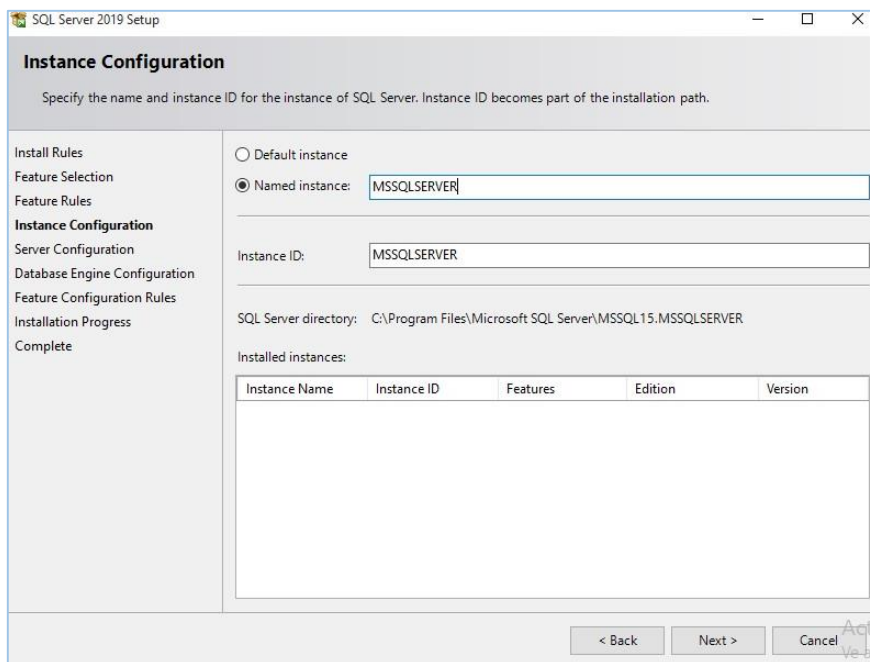 SQL Server 2019 Setup
Instance Configuration
Specify the name and instance ID for the instance of SQL Server. Instance ID becomes part of the installation path.
Install Rules
Feature Selection
Feature Rules
Instance Configuration
Server Configuration
Database Engine Configuration
Feature Configuration Rules
Installation Progress
Complete
Default instance
Named instance: MSSQLSERVER
Instance ID: MSSQLSERVER
SQL Server directory: C:\Program Files\Microsoft SQL Server\MSSQL15.MSSQLSERVER
Installed instances:
Instance Name Instance ID Features Edition Version
< Back Next > Cancel